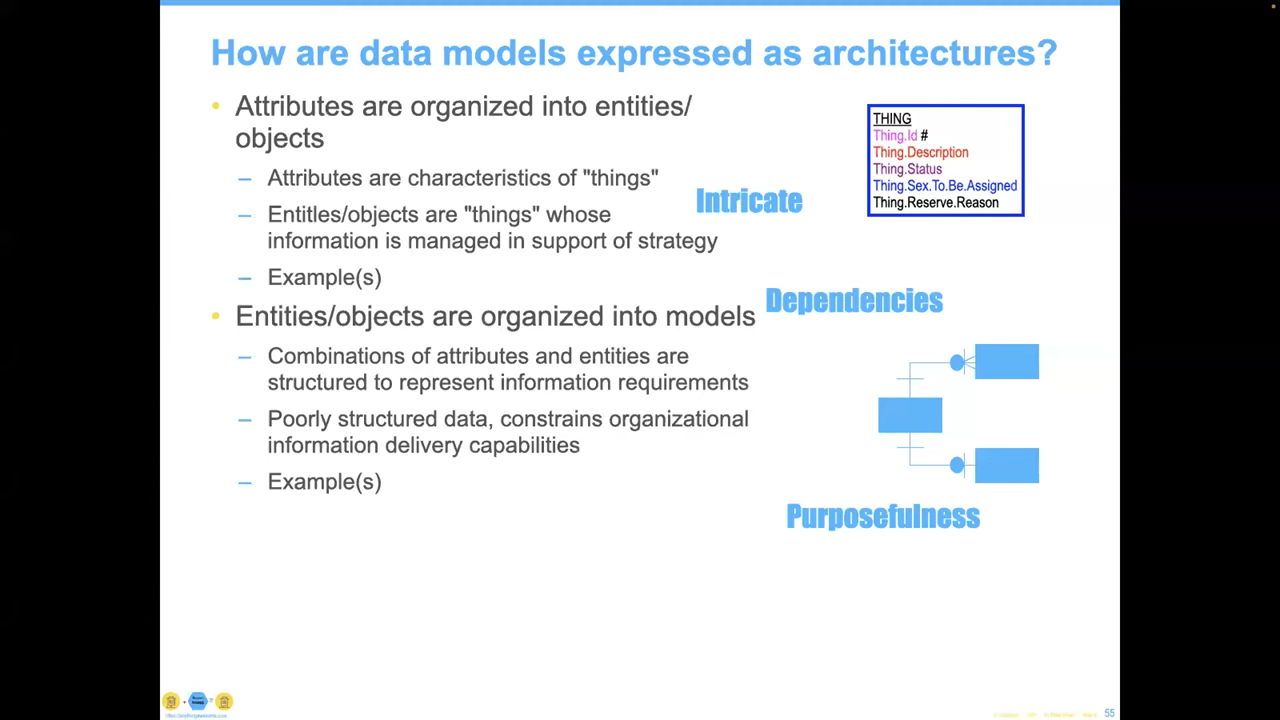 How are data models expressed as architectures?
• Attributes are organized into entities/
objects
– Attributes are characteristics of "things"
– Entitles/objects are "things" whose
information is managed in support of strategy
– Example(s)
• Entities/objects are organized into models
– Combinations of attributes and entities are
structured to represent information requirements
– Poorly structured data, constrains organizational
information delivery capabilities
– Example(s)
Intricate
Dependencies
Purposefulness
THING
Thing.Id #
Thing.Description
Thing.Status
Thing.Sex.To.Be.Assigned
Thing.Reserve.Reason
55